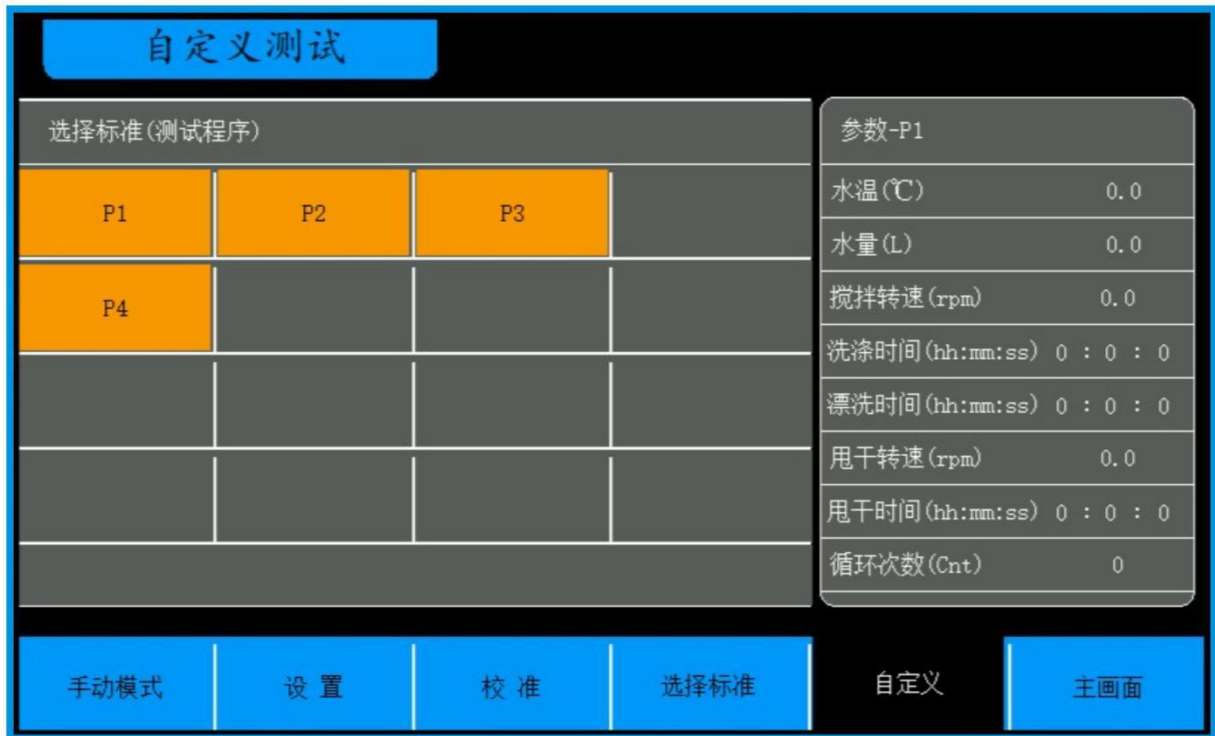 自定义测试
选择标准(测试程序)
P1 P2 P3
P4
参数-P1
水温(℃) 0.0
水量(L) 0.0
搅拌转速(rpm) 0.0
洗涤时间(hh:mm:ss) 0 : 0 : 0
漂洗时间(hh:mm:ss) 0 : 0 : 0
甩干转速(rpm) 0.0
甩干时间(hh:mm:ss) 0 : 0 : 0
循环次数(Cnt) 0
手动模式 设 置 校 准 选择标准 自定义 主画面